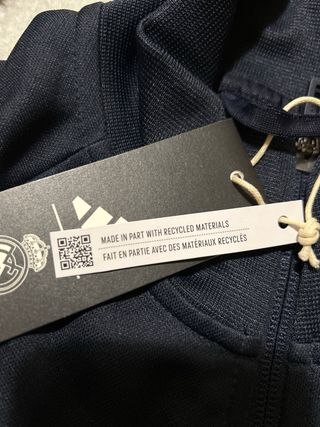 MADE IN PART WITH RECYCLED MATERIALS
FAIT EN PARTIE AVEC DES MATÉRIAUX RECYCLÉS